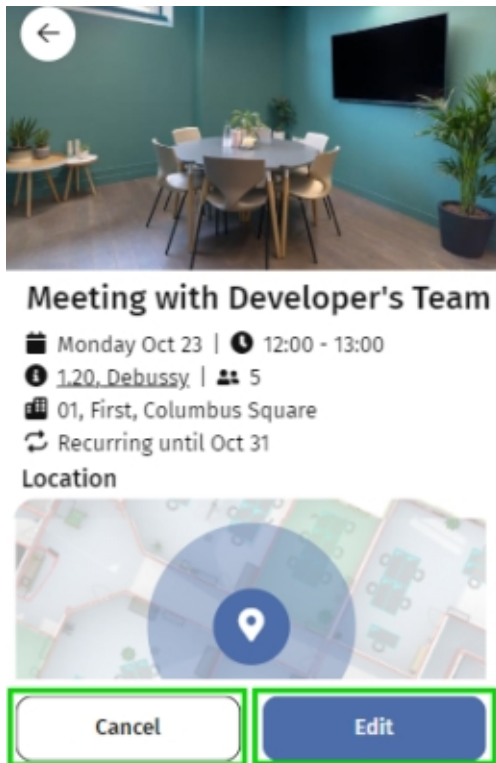 Meeting with Developer's Team
Monday Oct 23 | 12:00 - 13:00
1.20, Debussy | 5
01, First, Columbus Square
Recurring until Oct 31
Location
Cancel
Edit